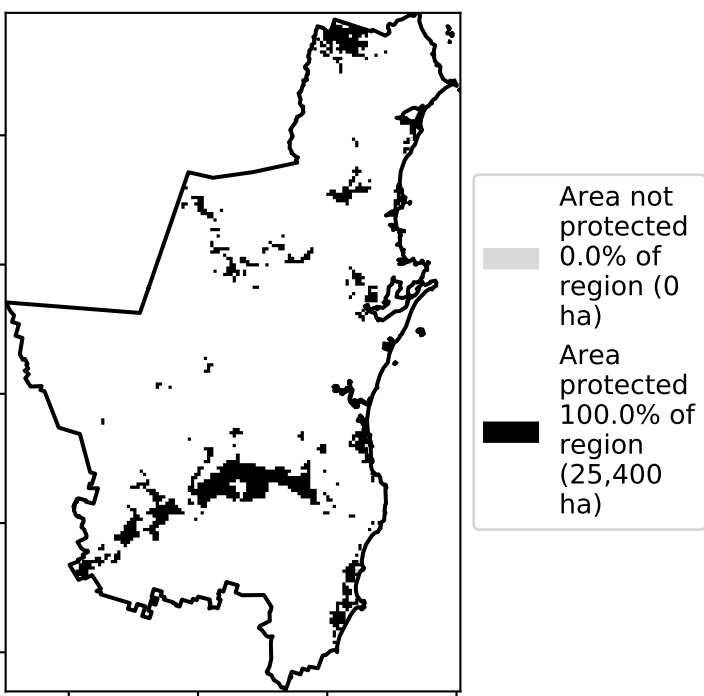 Area not
protected
0.0% of
region (0
ha)
Area
protected
100.0% of
region
(25,400
ha)